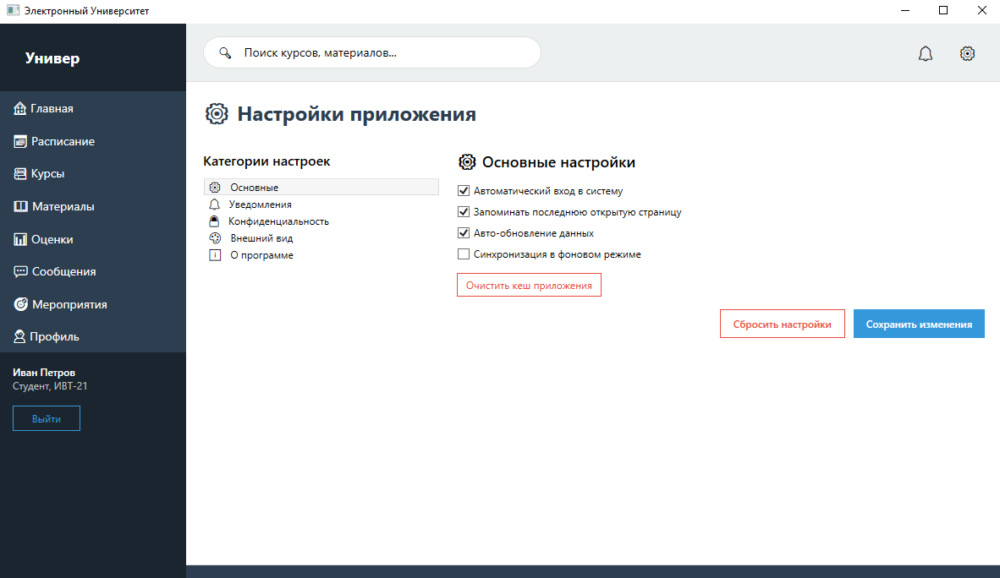 Электронный Университет
Универ
Поиск курсов, материалов...
Главная
Расписание
Курсы
Материалы
Оценки
Сообщения
Мероприятия
Профиль
Иван Петров
Студент, ИВТ-21
Выйти
Настройки приложения
Категории настроек
Основные
Уведомления
Конфиденциальность
Внешний вид
О программе
Основные настройки
Автоматический вход в систему
Запоминать последнюю открытую страницу
Авто-обновление данных
Синхронизация в фоновом режиме
Очистить кеш приложения
Сбросить настройки
Сохранить изменения